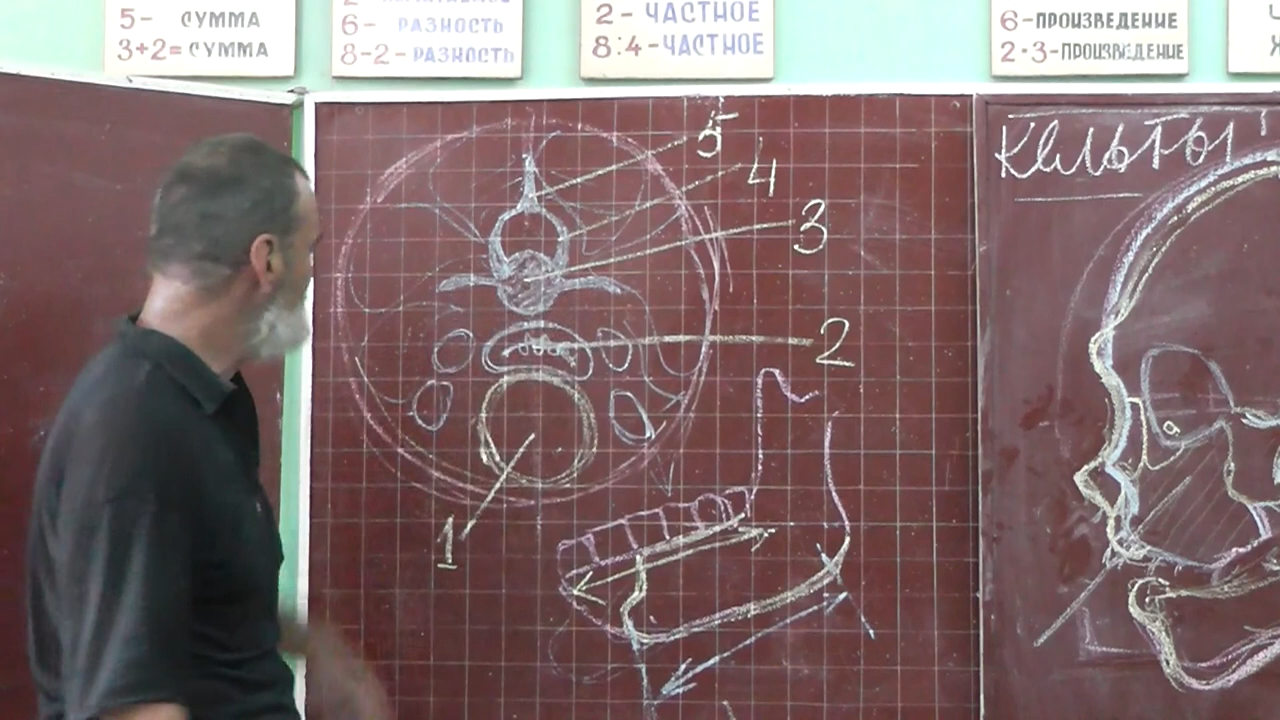 5- СУММА
3+2=СУММА
6- РАЗНОСТЬ
8-2-РАЗНОСТЬ
2- ЧАСТНОЕ
8:4-ЧАСТНОЕ
6-ПРОИЗВЕДЕНИЕ
2·3-ПРОИЗВЕДЕНИЕ
5
4
3
2
1
Кельты